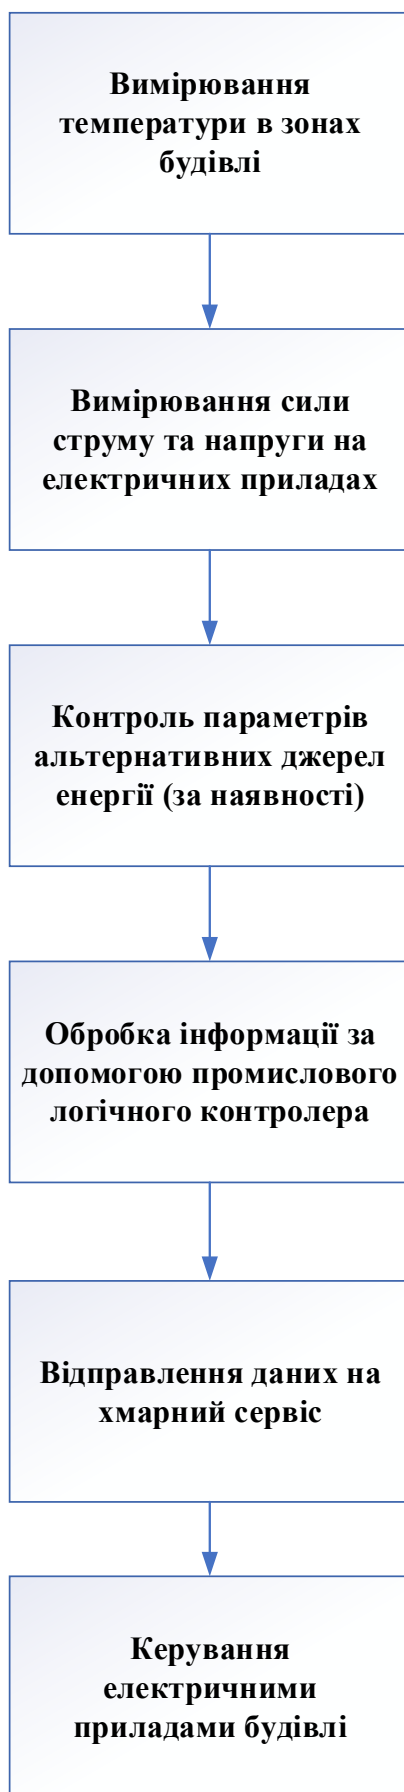 Вимірювання
температури в зонах
будівлі
Вимірювання сили
струму та напруги на
електричних приладах
Контроль параметрів
альтернативних джерел
енергії (за наявності)
Обробка інформації за
допомогою промислового
логічного контролера
Відправлення даних на
хмарний сервіс
Керування
електричними
приладами будівлі